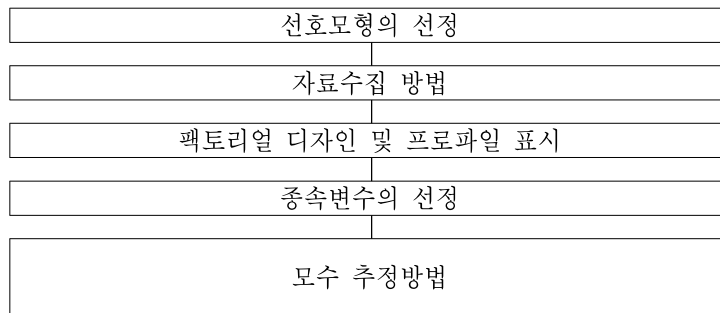 선호모형의 선정
자료수집 방법
팩토리얼 디자인 및 프로파일 표시
종속변수의 선정
모수 추정방법